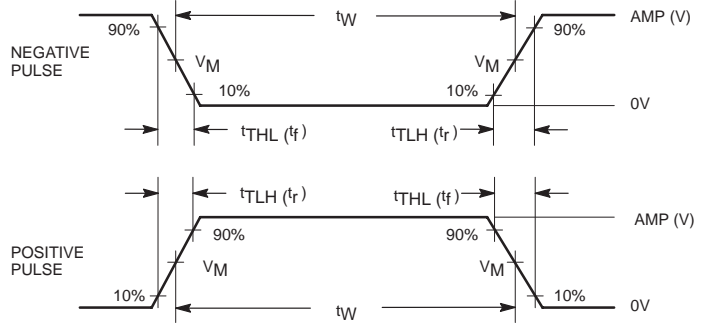 tW
AMP (V)
90%
90%
NEGATIVE
PULSE
VM
VM
10%
10%
0V
tTHL (tf)
tTLH (tr)
tTLH (tr)
tTHL (tf)
AMP (V)
90%
90%
POSITIVE
PULSE
VM
VM
10%
10%
0V
tW